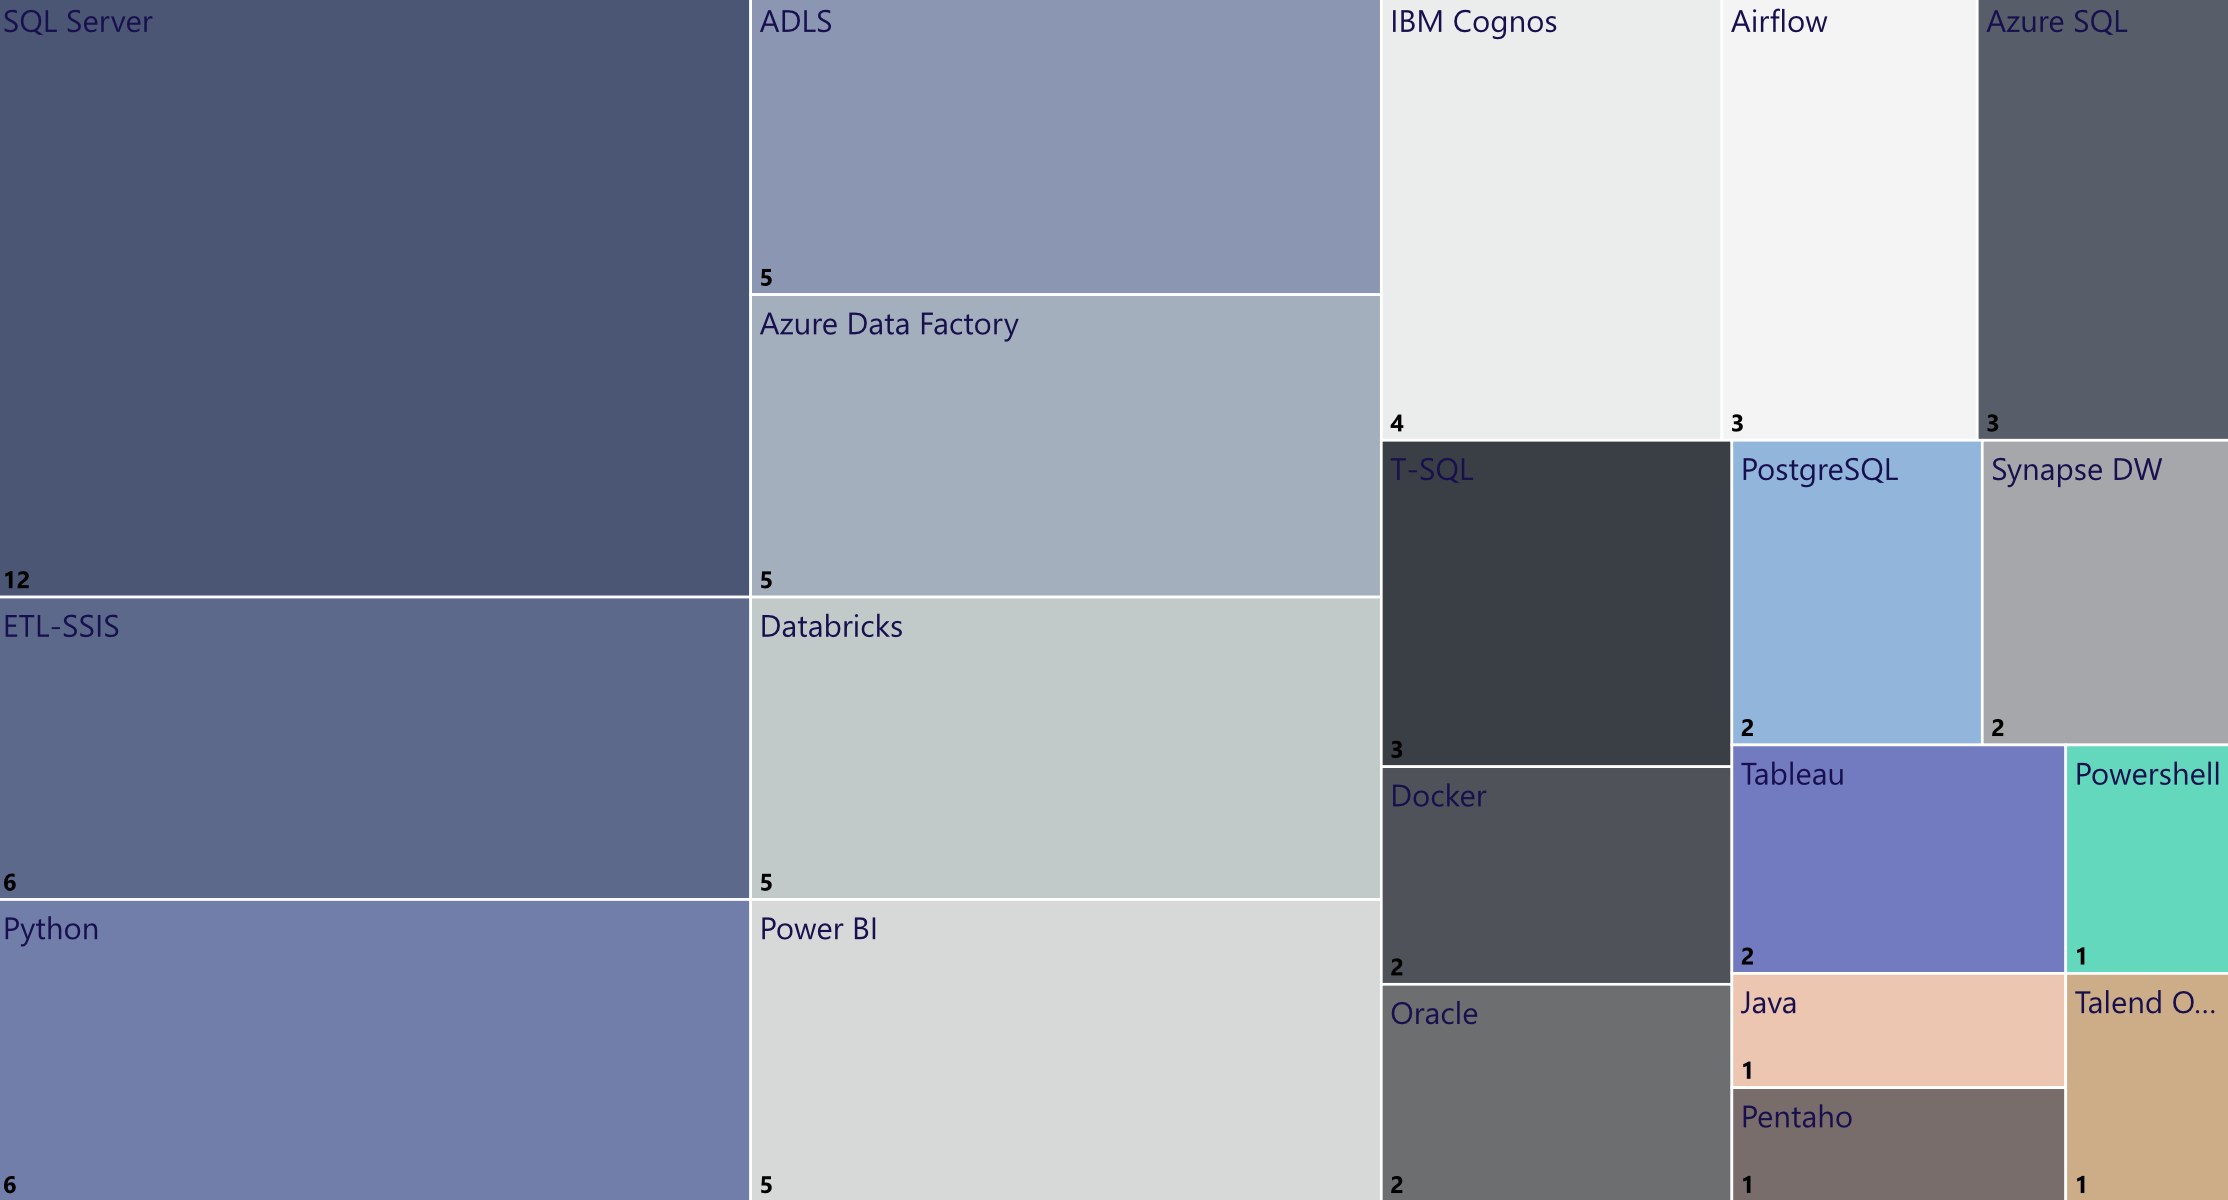 SQL Server
12
ETL-SSIS
6
Python
6
ADLS
5
Azure Data Factory
5
Databricks
5
Power BI
5
IBM Cognos
4
Airflow
3
Azure SQL
3
T-SQL
3
Docker
2
Oracle
2
PostgreSQL
2
Synapse DW
2
Tableau
2
Powershell
1
Java
1
Pentaho
1
Talend O...
1